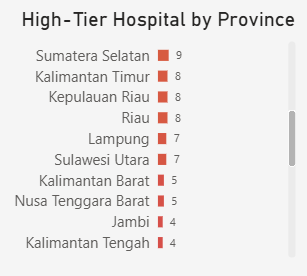 High-Tier Hospital by Province
Sumatera Selatan 9
Kalimantan Timur 8
Kepulauan Riau 8
Riau 8
Lampung 7
Sulawesi Utara 7
Kalimantan Barat 5
Nusa Tenggara Barat 5
Jambi 4
Kalimantan Tengah 4